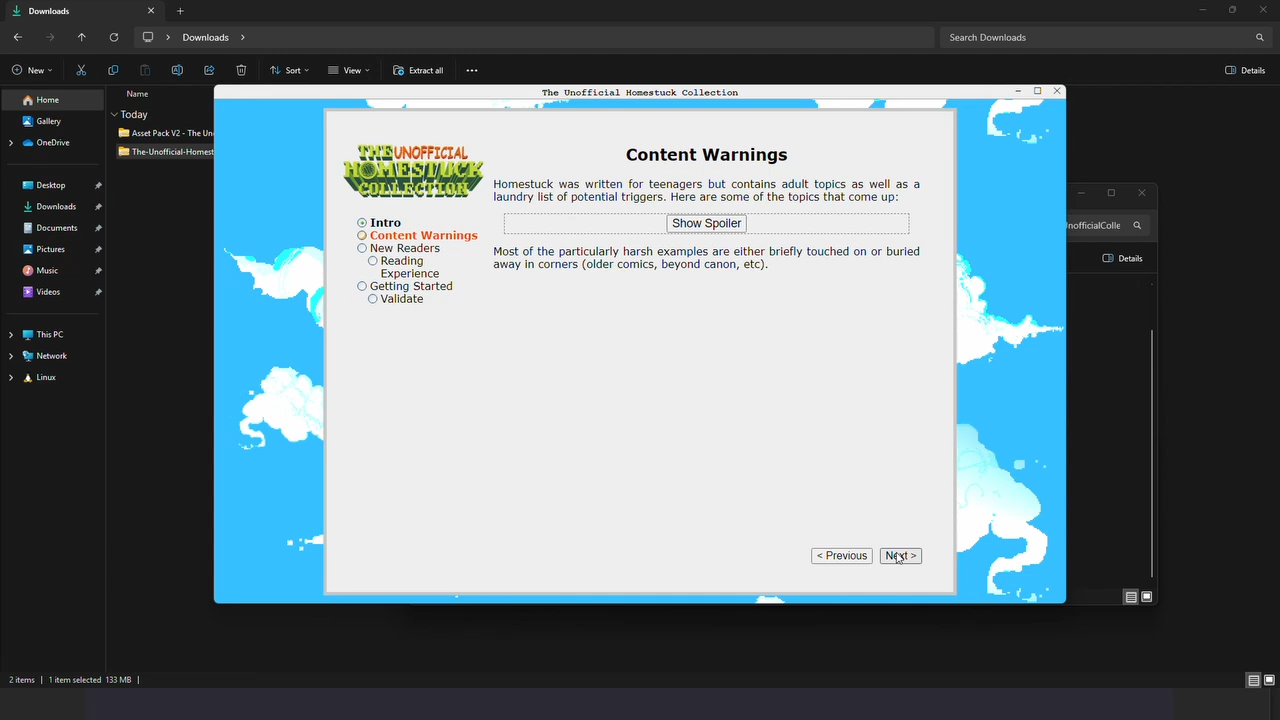 Downloads
Downloads
Search Downloads
New
Sort
View
Extract all
Details
Home
Gallery
OneDrive
Desktop
Downloads
Documents
Pictures
Music
Videos
This PC
Network
Linux
Name
Today
Asset Pack V2 - The Un
The-Unofficial-Homest
The Unofficial Homestuck Collection
THE UNOFFICIAL
HOMESTUCK
COLLECTION
Intro
Content Warnings
New Readers
Reading
Experience
Getting Started
Validate
Content Warnings
Homestuck was written for teenagers but contains adult topics as well as a
laundry list of potential triggers. Here are some of the topics that come up:
Show Spoiler
Most of the particularly harsh examples are either briefly touched on or buried
away in corners (older comics, beyond canon, etc).
< Previous
Next >
nofficialColle
Details
2 items
1 item selected 133 MB